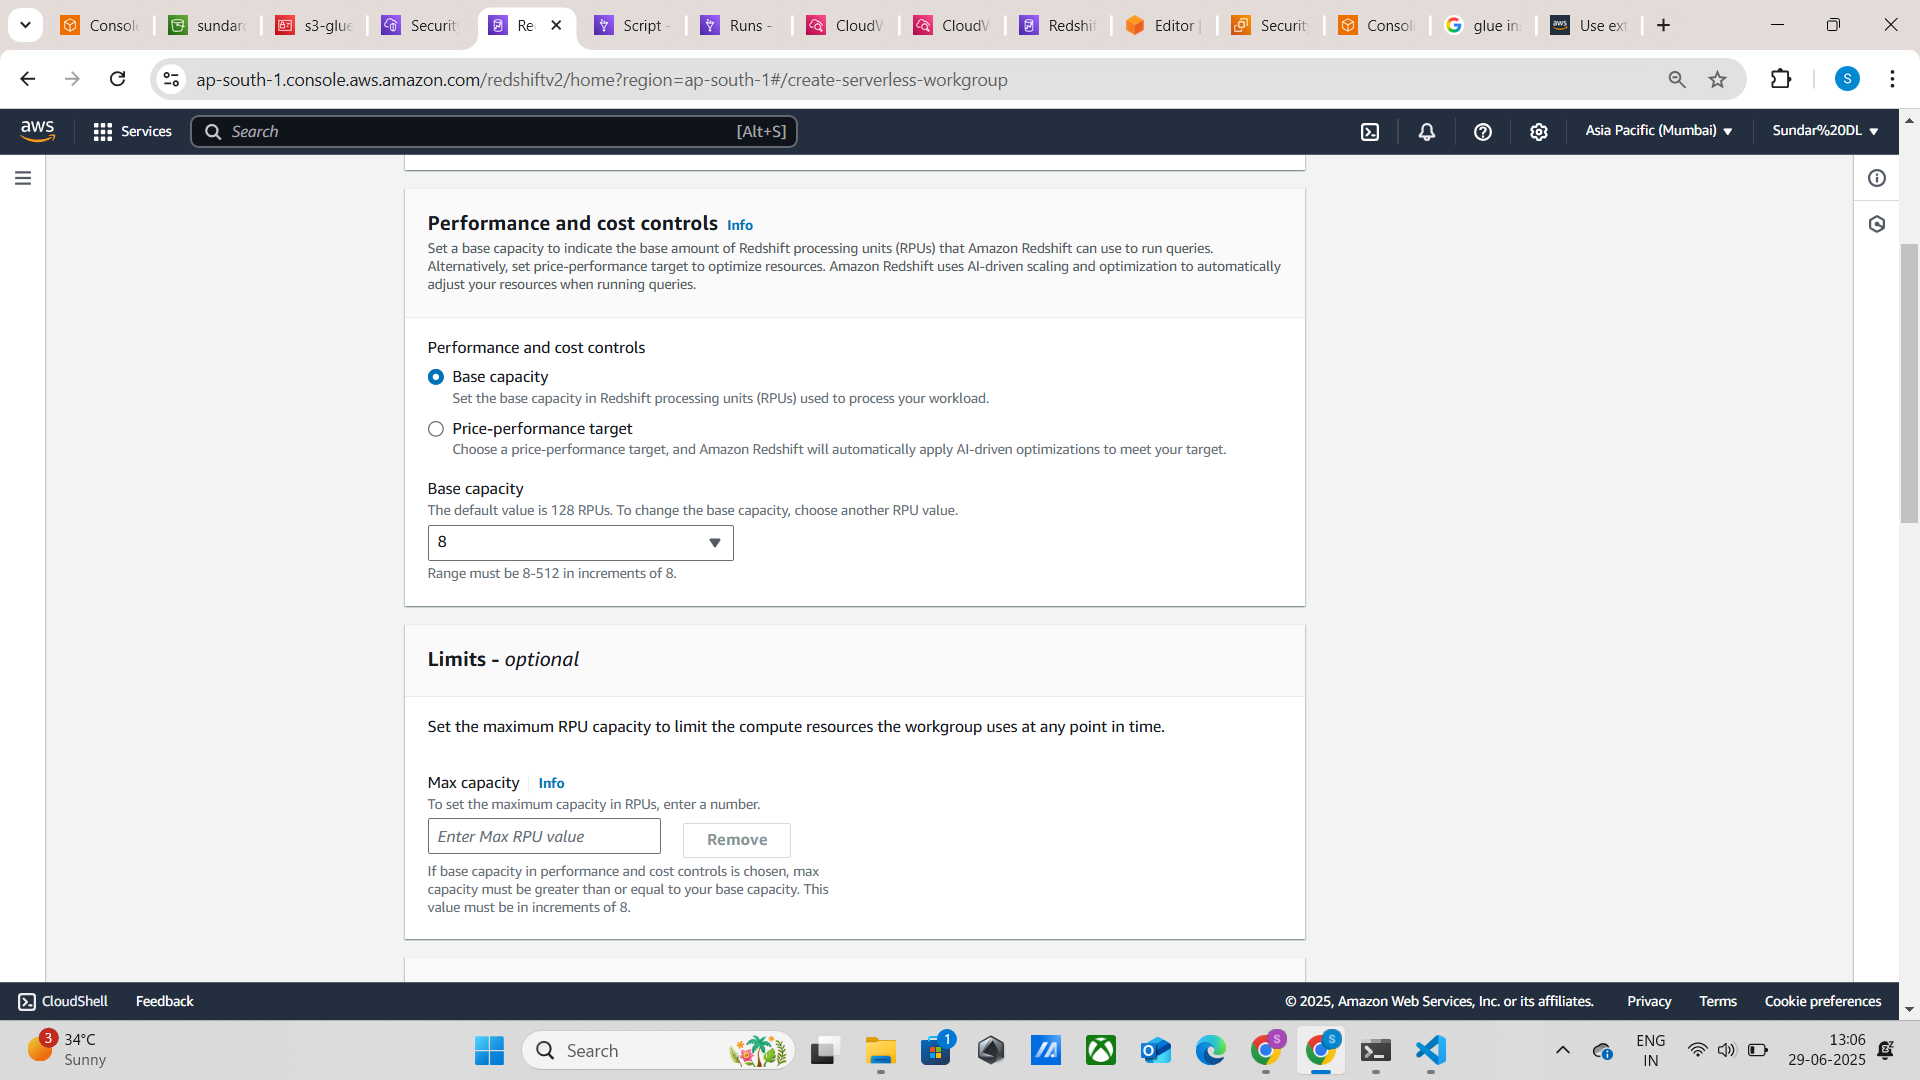 Console
sundar
s3-glue
Security
Re
Script -
Runs -
CloudW
CloudW
Redshift
Editor |
Security
Console
glue in
Use ext
ap-south-1.console.aws.amazon.com/redshiftv2/home?region=ap-south-1#/create-serverless-workgroup
S
aws
Services
Search
[Alt+S]
Asia Pacific (Mumbai)
Sundar%20DL
Performance and cost controls Info
Set a base capacity to indicate the base amount of Redshift processing units (RPUs) that Amazon Redshift can use to run queries.
Alternatively, set price-performance target to optimize resources. Amazon Redshift uses AI-driven scaling and optimization to automatically
adjust your resources when running queries.
Performance and cost controls
Base capacity
Set the base capacity in Redshift processing units (RPUs) used to process your workload.
Price-performance target
Choose a price-performance target, and Amazon Redshift will automatically apply AI-driven optimizations to meet your target.
Base capacity
The default value is 128 RPUs. To change the base capacity, choose another RPU value.
8
Range must be 8-512 in increments of 8.
Limits - optional
Set the maximum RPU capacity to limit the compute resources the workgroup uses at any point in time.
Max capacity Info
To set the maximum capacity in RPUs, enter a number.
Enter Max RPU value
Remove
If base capacity in performance and cost controls is chosen, max
capacity must be greater than or equal to your base capacity. This
value must be in increments of 8.
CloudShell
Feedback
© 2025, Amazon Web Services, Inc. or its affiliates.
Privacy
Terms
Cookie preferences
3
34°C
Sunny
Search
1
S
S
ENG
IN
13:06
29-06-2025